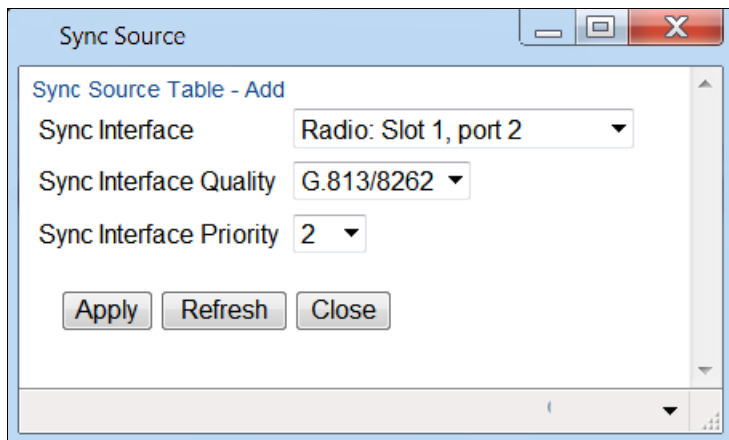 Sync Source
Sync Source Table - Add
Sync Interface Radio: Slot 1, port 2
Sync Interface Quality G.813/8262
Sync Interface Priority 2
Apply Refresh Close